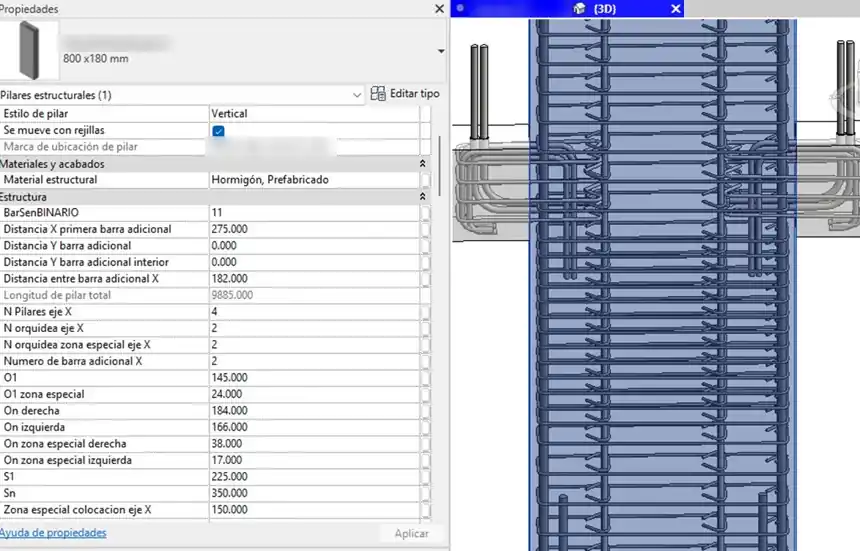 Propiedades
{3D}
800 x180 mm
Pilares estructurales (1)
Editar tipo
Estilo de pilar Vertical
Se mueve con rejillas
Marca de ubicación de pilar
Materiales y acabados
Material estructural Hormigón, Prefabricado
Estructura
BarSenBINARIO 11
Distancia X primera barra adicional 275.000
Distancia Y barra adicional 0.000
Distancia Y barra adicional interior 0.000
Distancia entre barra adicional X 182.000
Longitud de pilar total 9885.000
N Pilares eje X 4
N orquidea eje X 2
N orquidea zona especial eje X 2
Numero de barra adicional X 2
O1 145.000
O1 zona especial 24.000
On derecha 184.000
On izquierda 166.000
On zona especial derecha 38.000
On zona especial izquierda 17.000
S1 225.000
Sn 350.000
Zona especial colocacion eje X 150.000
Ayuda de propiedades
Aplicar